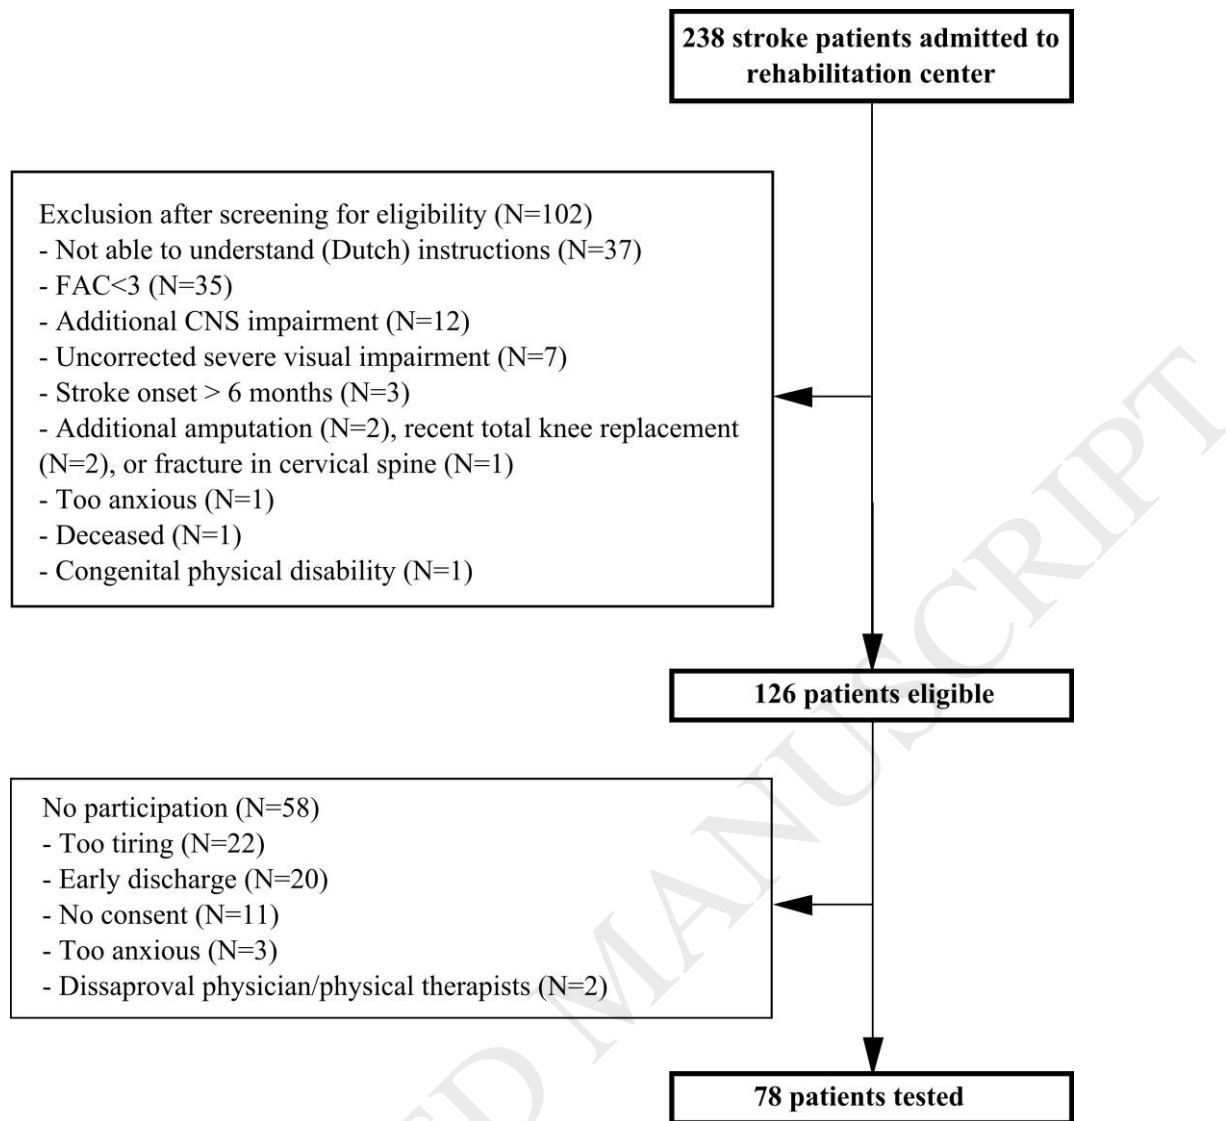 238 stroke patients admitted to
rehabilitation center
Exclusion after screening for eligibility (N=102)
- Not able to understand (Dutch) instructions (N=37)
- FAC<3 (N=35)
- Additional CNS impairment (N=12)
- Uncorrected severe visual impairment (N=7)
- Stroke onset > 6 months (N=3)
- Additional amputation (N=2), recent total knee replacement
(N=2), or fracture in cervical spine (N=1)
- Too anxious (N=1)
- Deceased (N=1)
- Congenital physical disability (N=1)
126 patients eligible
No participation (N=58)
- Too tiring (N=22)
- Early discharge (N=20)
- No consent (N=11)
- Too anxious (N=3)
- Dissaproval physician/physical therapists (N=2)
78 patients tested
ED MANUSCRIPT